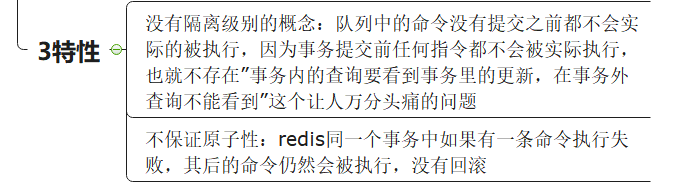 3特性
没有隔离级别的概念：队列中的命令没有提交之前都不会实
际的被执行，因为事务提交前任何指令都不会被实际执行，
也就不存在”事务内的查询要看到事务里的更新，在事务外
查询不能看到”这个让人万分头痛的问题
不保证原子性：redis同一个事务中如果有一条命令执行失
败，其后的命令仍然会被执行，没有回滚